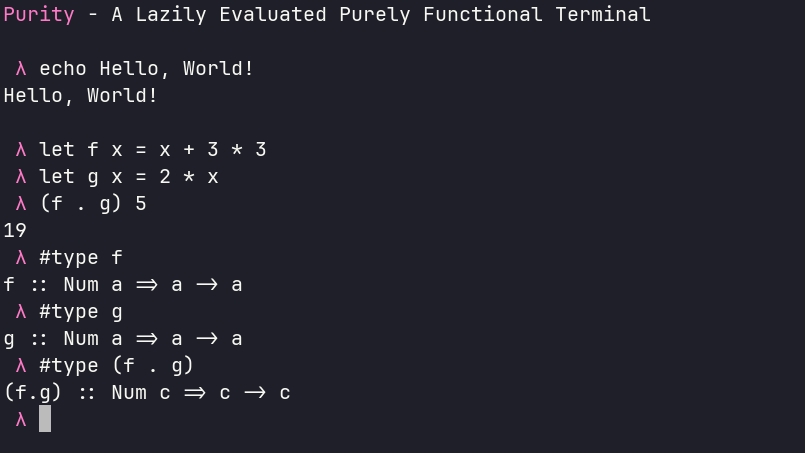 Purity - A Lazily Evaluated Purely Functional Terminal
λ echo Hello, World!
Hello, World!
λ let f x = x + 3 * 3
λ let g x = 2 * x
λ (f . g) 5
19
λ #type f
f :: Num a => a -> a
λ #type g
g :: Num a => a -> a
λ #type (f . g)
(f.g) :: Num c => c -> c
λ